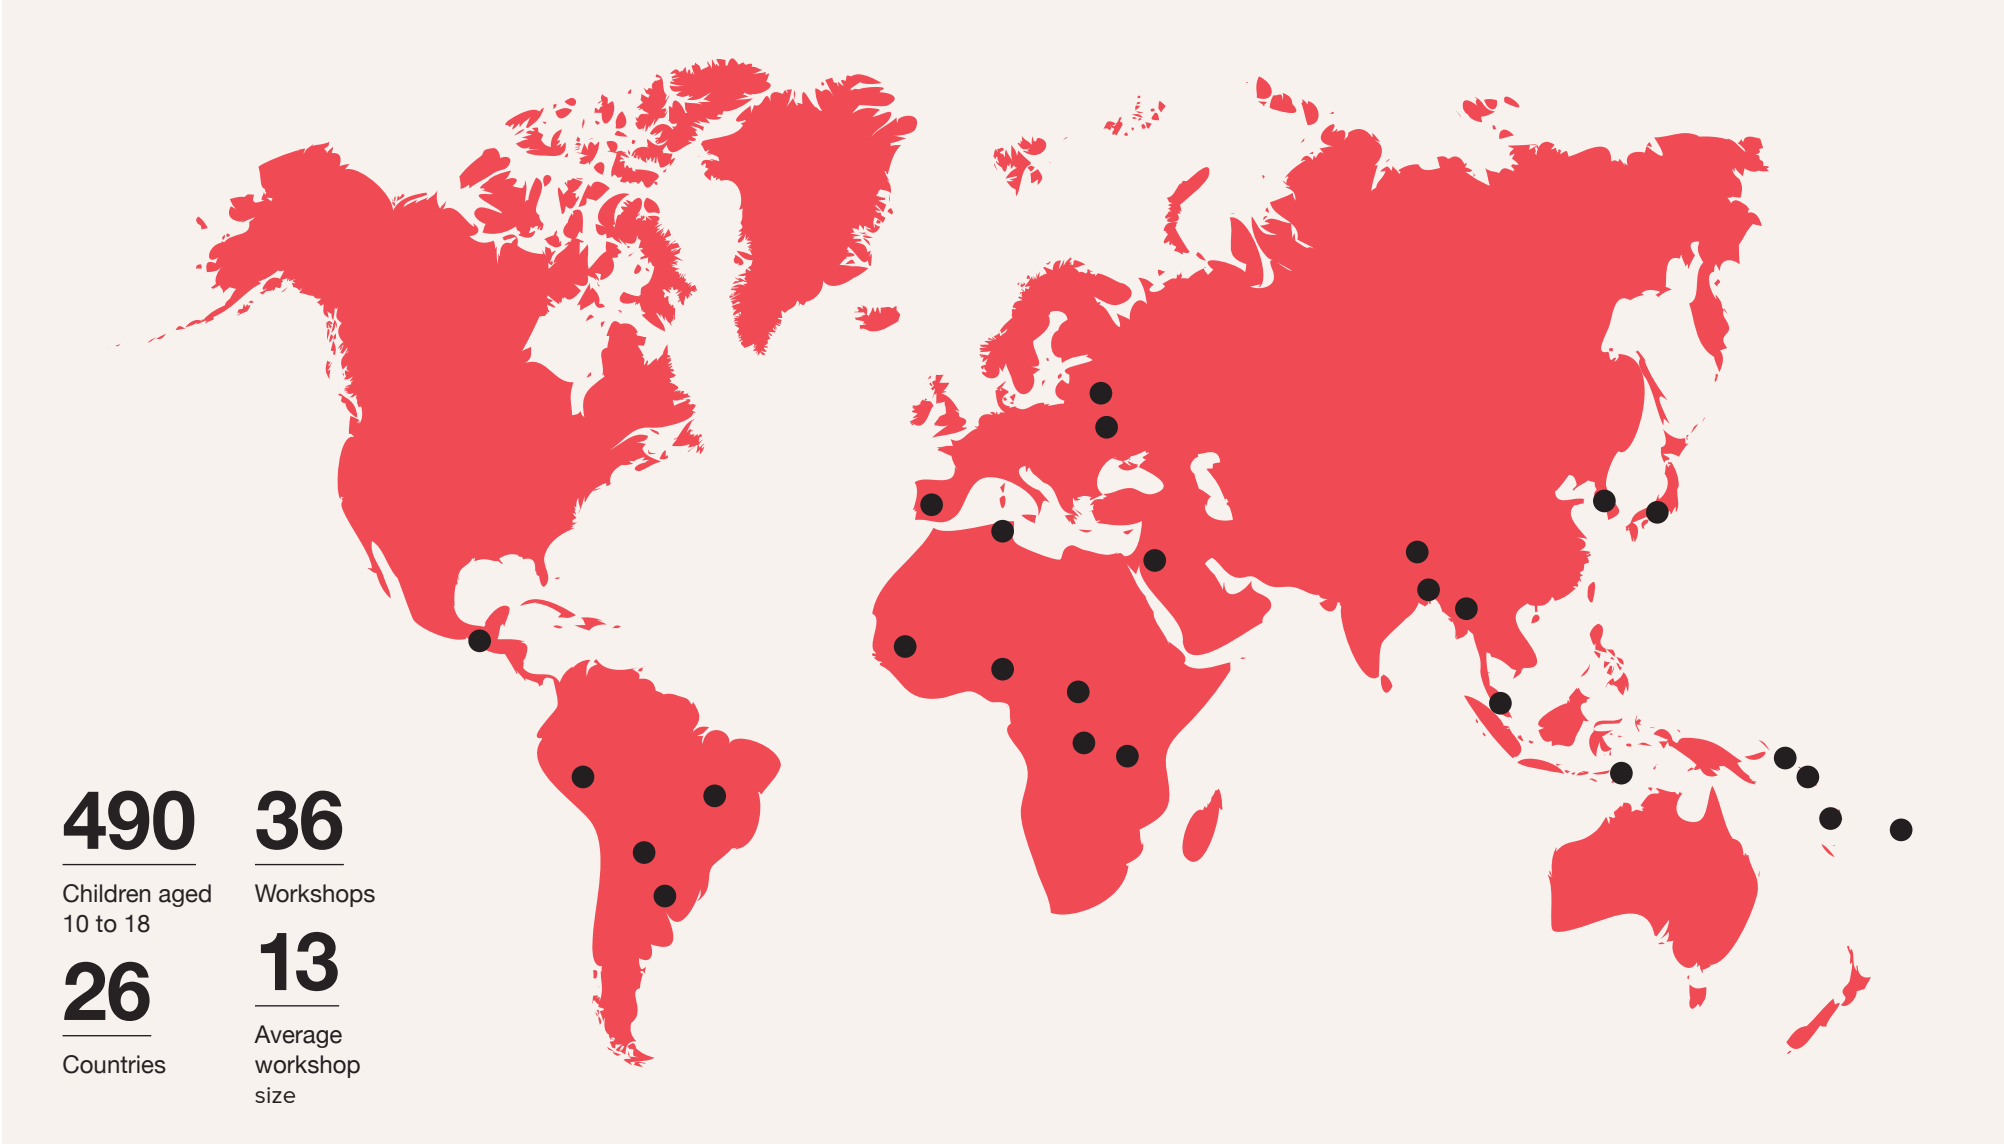 490
Children aged
10 to 18
26
Countries
36
Workshops
13
Average
workshop
size